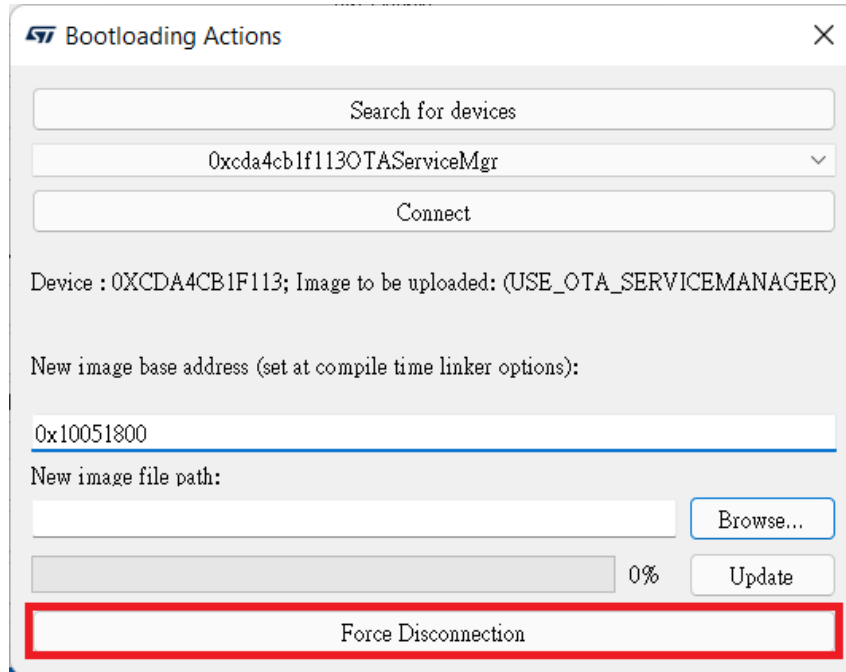 Bootloading Actions
Search for devices
0xcda4cb1f113OTAServiceMgr
Connect
Device : 0XCDA4CB1F113; Image to be uploaded: (USE_OTA_SERVICEMANAGER)
New image base address (set at compile time linker options):
0x10051800
New image file path:
Browse...
0% Update
Force Disconnection